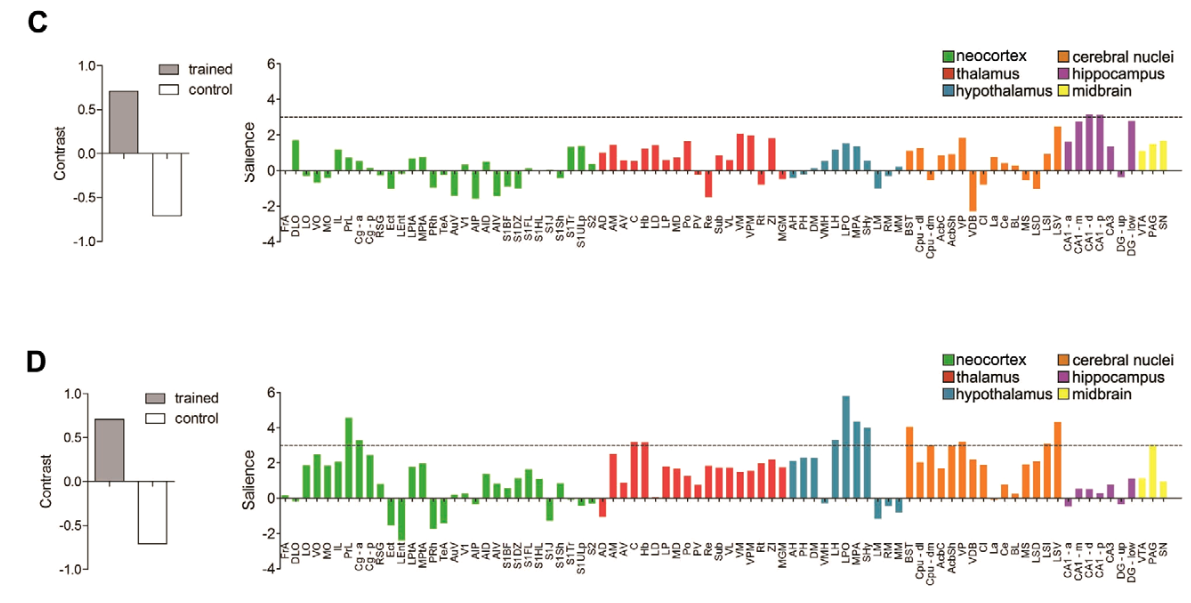 C
1.0
0.5
0.0
-0.5
-1.0
Contrast
trained
control
6
4
2
0
-2
-4
Salience
neocortex
thalamus
hypothalamus
cerebral nuclei
hippocampus
midbrain
FrA DLO LO VO MO IL PrL Cg - a Cg - p RSG Ect LEnt LPtA MPtA PRh TeA AuV V1 AIP AID AIV S1BF S1DZ S1FL S1HL S1J S1Sh S1Tr S1ULp S2 AD AM AV C Hb LD LP MD Po PV Re Sub VL VM VPM Rt ZI MGM AH PH DM VMH LH LPO MPA SHy LM RM MM BST Cpu - dl Cpu - dm AcbC AcbSh VP VDB Cl La Ce BL MS LSD LSI LSV CA1 - a CA1 - m CA1 - d CA1 - p CA3 DG - up DG - low VTA PAG SN
D
1.0
0.5
0.0
-0.5
-1.0
Contrast
trained
control
6
4
2
0
-2
-4
Salience
neocortex
thalamus
hypothalamus
cerebral nuclei
hippocampus
midbrain
FrA DLO LO VO MO IL PrL Cg - a Cg - p RSG Ect LEnt LPtA MPtA PRh TeA AuV V1 AIP AID AIV S1BF S1DZ S1FL S1HL S1J S1Sh S1Tr S1ULp S2 AD AM AV C Hb LD LP MD Po PV Re Sub VL VM VPM Rt ZI MGM AH PH DM VMH LH LPO MPA SHy LM RM MM BST Cpu - dl Cpu - dm AcbC AcbSh VP VDB Cl La Ce BL MS LSD LSI LSV CA1 - a CA1 - m CA1 - d CA1 - p CA3 DG - up DG - low VTA PAG SN